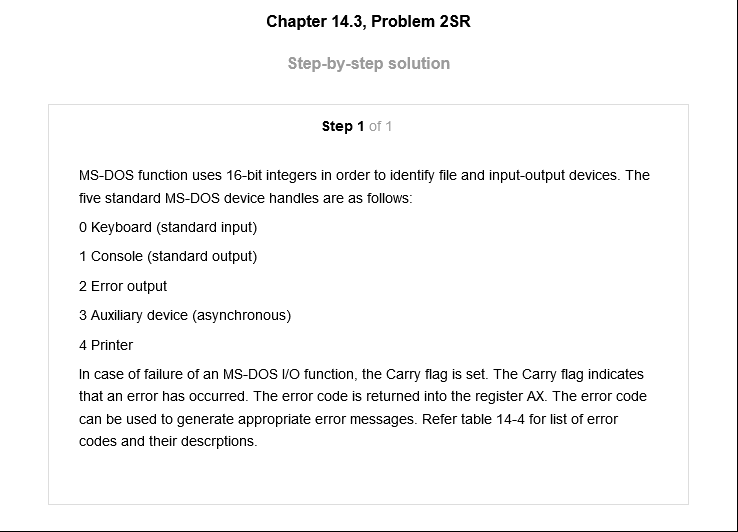 Chapter 14.3, Problem 2SR
Step-by-step solution
Step 1 of 1
MS-DOS function uses 16-bit integers in order to identify file and input-output devices. The
five standard MS-DOS device handles are as follows:
0 Keyboard (standard input)
1 Console (standard output)
2 Error output
3 Auxiliary device (asynchronous)
4 Printer
In case of failure of an MS-DOS I/O function, the Carry flag is set. The Carry flag indicates
that an error has occurred. The error code is returned into the register AX. The error code
can be used to generate appropriate error messages. Refer table 14-4 for list of error
codes and their descrptions.